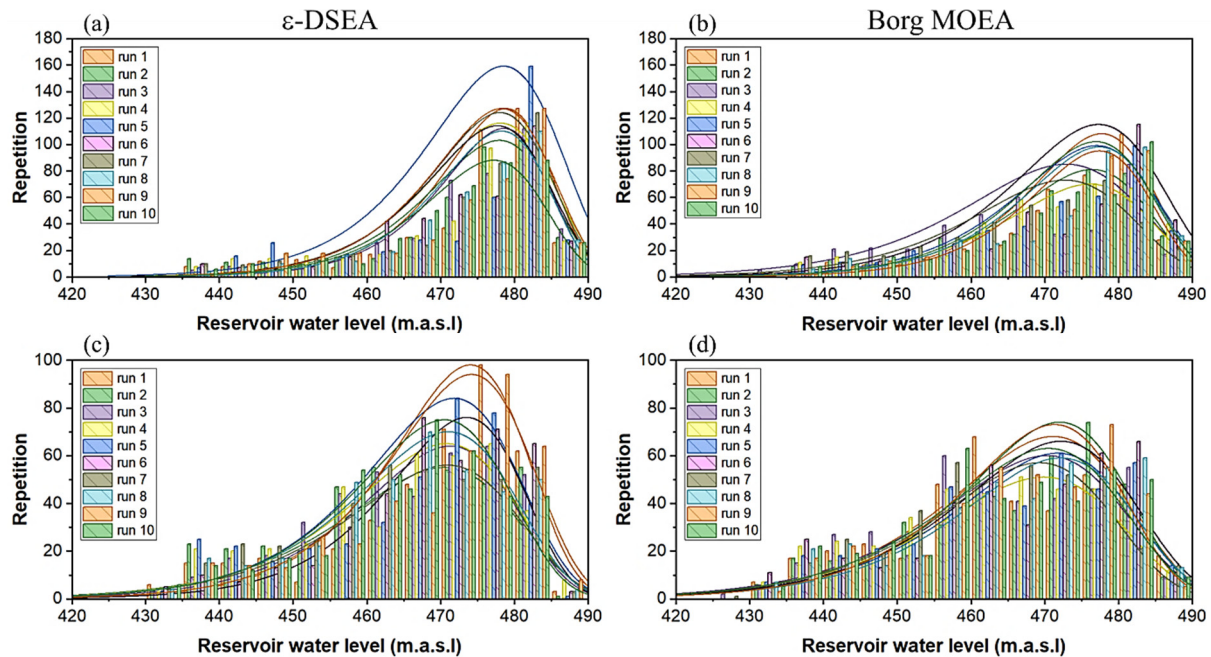 ε-DSEA
Borg MOEA
(a)
180
160
140
120
100
80
60
40
20
0
Repetition
run 1
run 2
run 3
run 4
run 5
run 6
run 7
run 8
run 9
run 10
420 430 440 450 460 470 480 490
Reservoir water level (m.a.s.l)
(b)
180
160
140
120
100
80
60
40
20
0
Repetition
run 1
run 2
run 3
run 4
run 5
run 6
run 7
run 8
run 9
run 10
420 430 440 450 460 470 480 490
Reservoir water level (m.a.s.l)
(c)
100
80
60
40
20
0
Repetition
run 1
run 2
run 3
run 4
run 5
run 6
run 7
run 8
run 9
run 10
420 430 440 450 460 470 480 490
Reservoir water level (m.a.s.l)
(d)
100
80
60
40
20
0
Repetition
run 1
run 2
run 3
run 4
run 5
run 6
run 7
run 8
run 9
run 10
420 430 440 450 460 470 480 490
Reservoir water level (m.a.s.l)